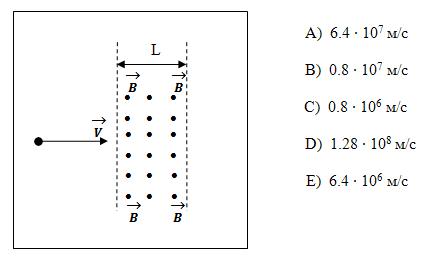 L
B B
V
B B
A) 6.4 · 10⁷ м/с
B) 0.8 · 10⁷ м/с
C) 0.8 · 10⁶ м/с
D) 1.28 · 10⁸ м/с
E) 6.4 · 10⁶ м/с